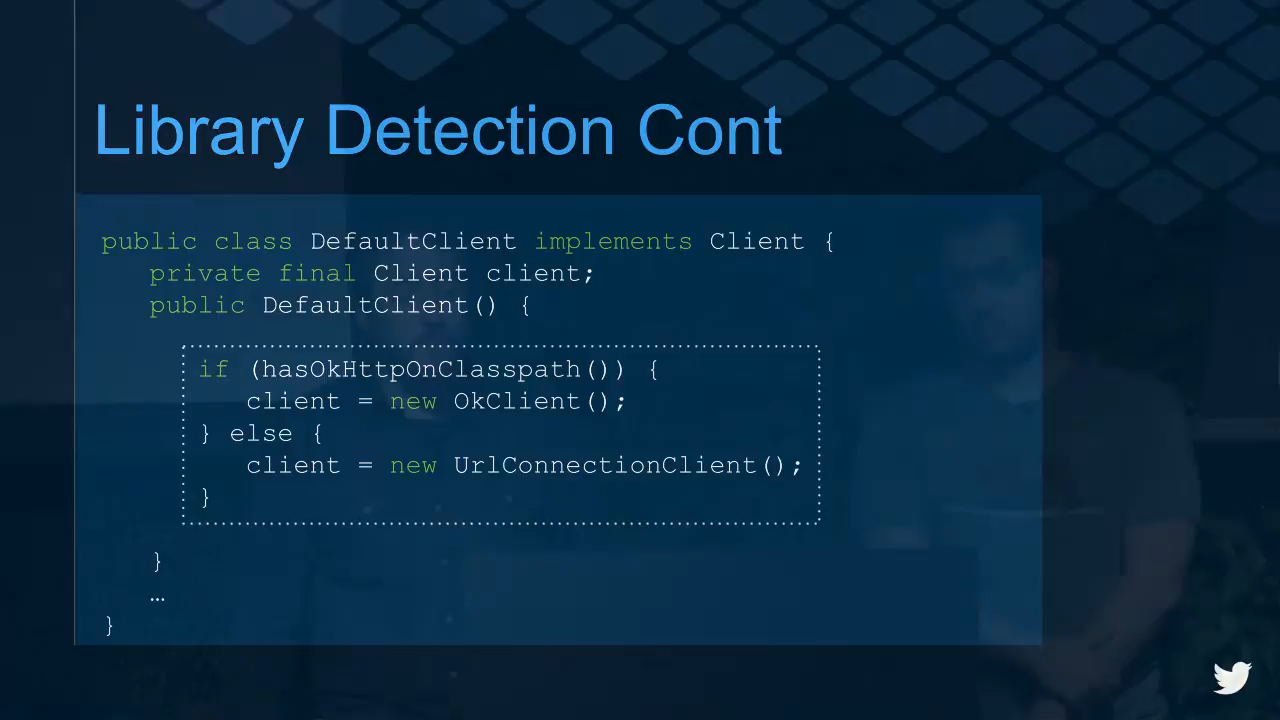 Library Detection Cont
public class DefaultClient implements Client {
private final Client client;
public DefaultClient() {
if (hasOkHttpOnClasspath()) {
client = new OkClient();
} else {
client = new UrlConnectionClient();
}
}
…
}